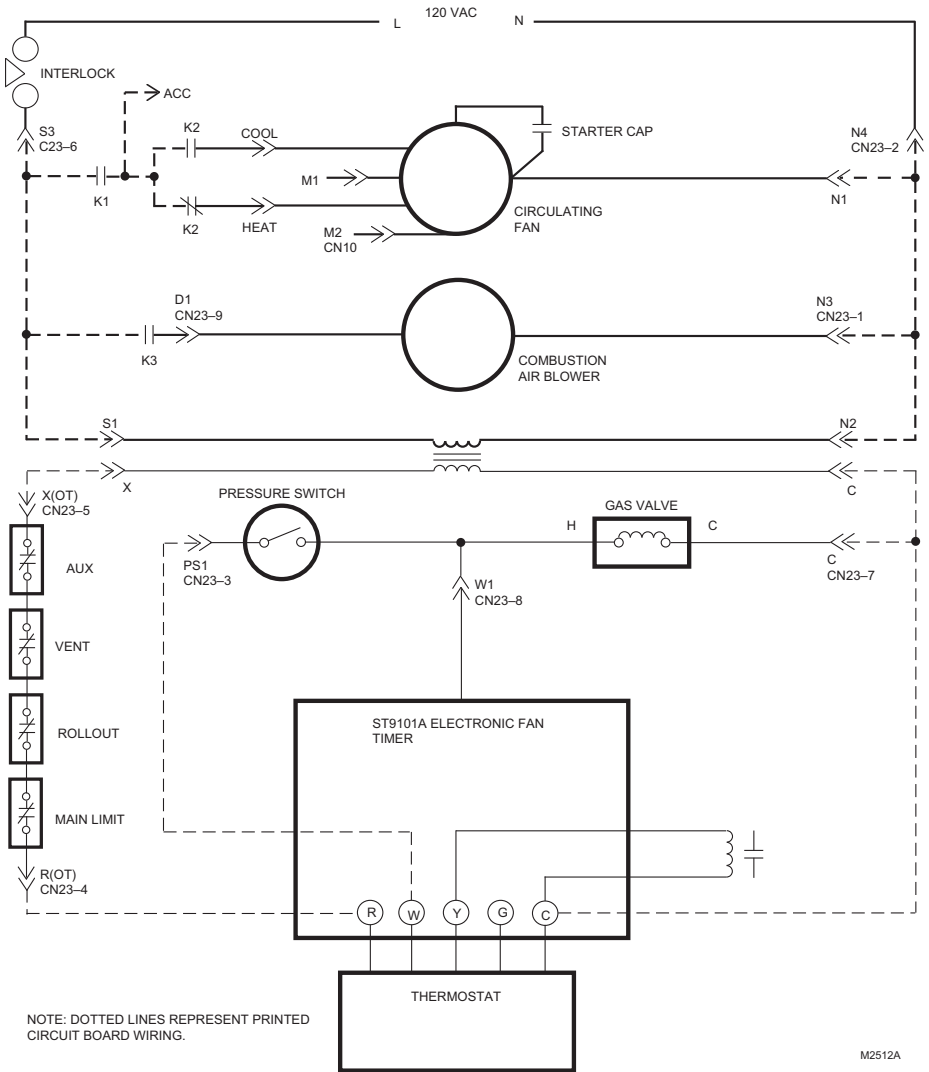 120 VAC
L
N
INTERLOCK
ACC
S3
C23–6
K2
COOL
STARTER CAP
N4
CN23–2
K1
M1
N1
K2
HEAT
M2
CN10
CIRCULATING
FAN
D1
CN23–9
N3
CN23–1
K3
COMBUSTION
AIR BLOWER
S1
N2
X
C
X(OT)
CN23–5
PRESSURE SWITCH
GAS VALVE
H
C
AUX
PS1
CN23–3
C
CN23–7
W1
CN23–8
VENT
ROLLOUT
ST9101A ELECTRONIC FAN
TIMER
MAIN LIMIT
R(OT)
CN23–4
R
W
Y
G
C
THERMOSTAT
NOTE: DOTTED LINES REPRESENT PRINTED
CIRCUIT BOARD WIRING.
M2512A